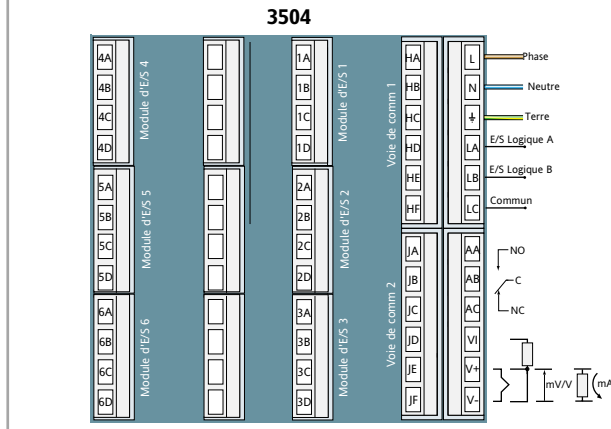 3504
4A
4B
4C
4D
Module d'E/S 4
1A
1B
1C
1D
Module d'E/S 1
Voie de comm 1
HA
HB
HC
HD
HE
HF
L
N
LA
LB
LC
Phase
Neutre
Terre
E/S Logique A
E/S Logique B
Commun
5A
5B
5C
5D
Module d'E/S 5
2A
2B
2C
2D
Module d'E/S 2
6A
6B
6C
6D
Module d'E/S 6
3A
3B
3C
3D
Module d'E/S 3
Voie de comm 2
JA
JB
JC
JD
JE
JF
AA
AB
AC
VI
V+
V-
NO
C
NC
mV/V
mA